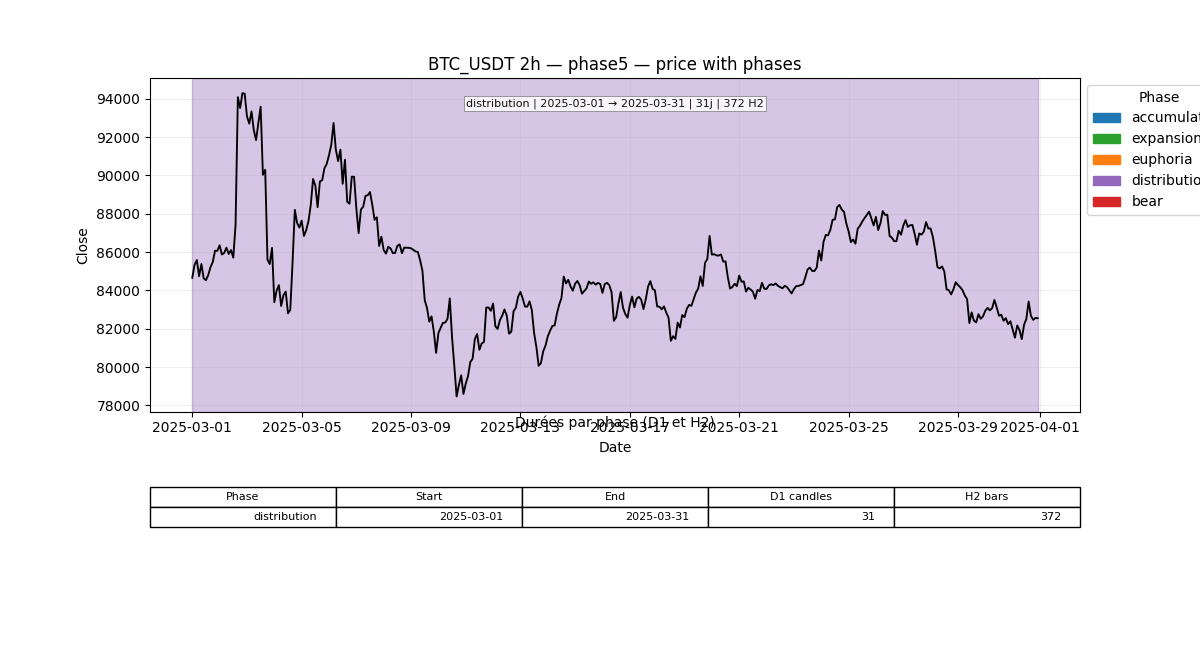 BTC_USDT 2h — phase5 — price with phases
distribution | 2025-03-01 → 2025-03-31 | 31j | 372 H2
Close
94000
92000
90000
88000
86000
84000
82000
80000
78000
Phase
accumulat
expansion
euphoria
distributio
bear
2025-03-01 2025-03-05 2025-03-09 2025-03-13 2025-03-17 2025-03-21 2025-03-25 2025-03-29 2025-04-01
Durées par phase (D1 et H2)
Date
Phase Start End D1 candles H2 bars
distribution 2025-03-01 2025-03-31 31 372